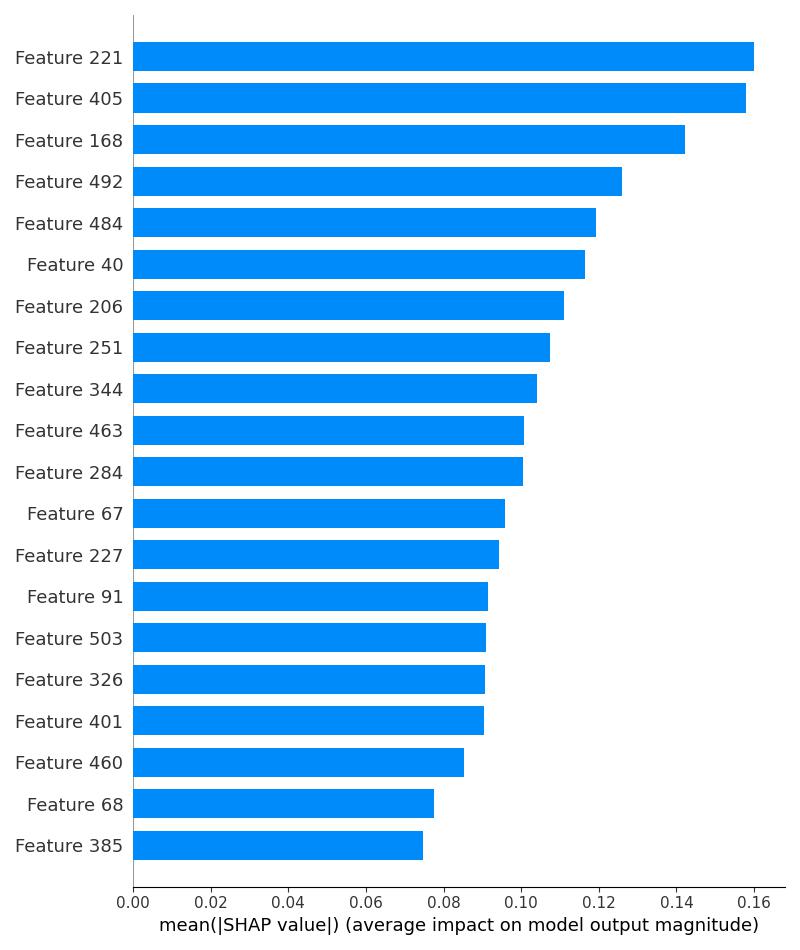 Feature 221
Feature 405
Feature 168
Feature 492
Feature 484
Feature 40
Feature 206
Feature 251
Feature 344
Feature 463
Feature 284
Feature 67
Feature 227
Feature 91
Feature 503
Feature 326
Feature 401
Feature 460
Feature 68
Feature 385
0.00 0.02 0.04 0.06 0.08 0.10 0.12 0.14 0.16
mean(|SHAP value|) (average impact on model output magnitude)